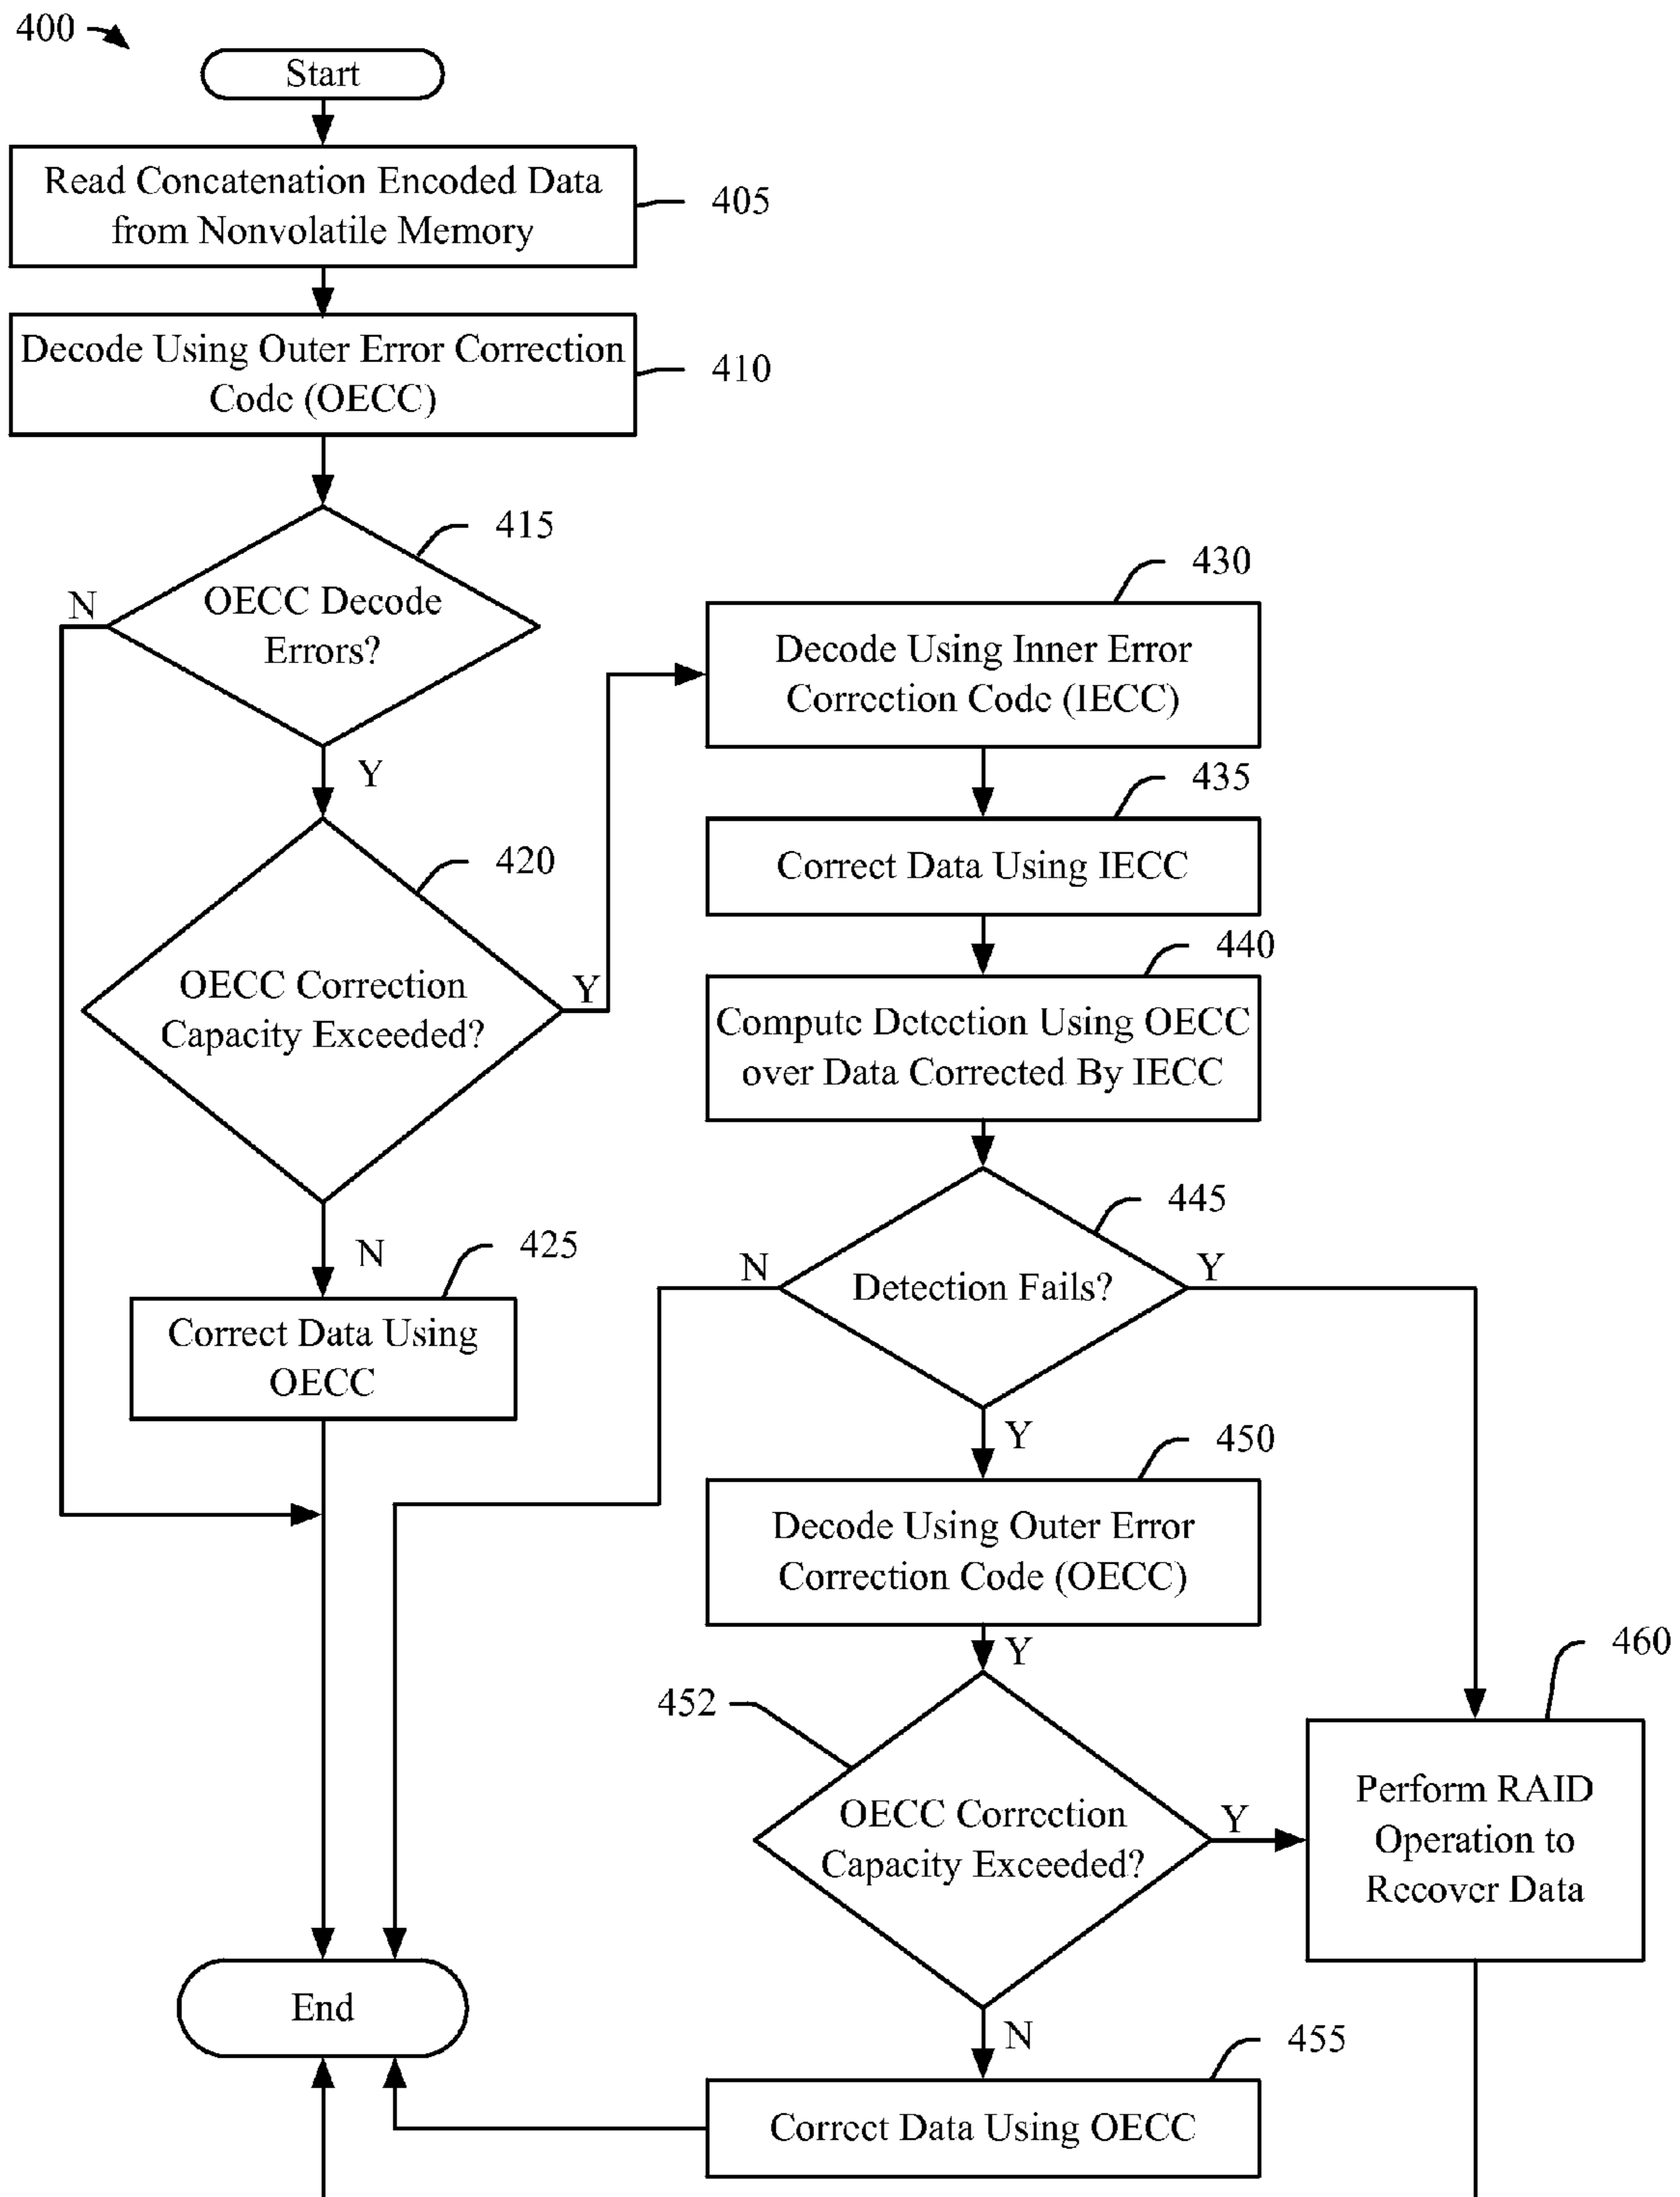 400
Start
Read Concatenation Encoded Data
from Nonvolatile Memory
405
Decode Using Outer Error Correction
Code (OECC)
410
415
OECC Decode
Errors?
N
Y
420
OECC Correction
Capacity Exceeded?
Y
N
425
Correct Data Using
OECC
430
Decode Using Inner Error
Correction Code (IECC)
435
Correct Data Using IECC
440
Compute Detection Using OECC
over Data Corrected By IECC
445
Detection Fails?
N
Y
Y
450
Decode Using Outer Error
Correction Code (OECC)
Y
452
OECC Correction
Capacity Exceeded?
Y
N
460
Perform RAID
Operation to
Recover Data
455
Correct Data Using OECC
End